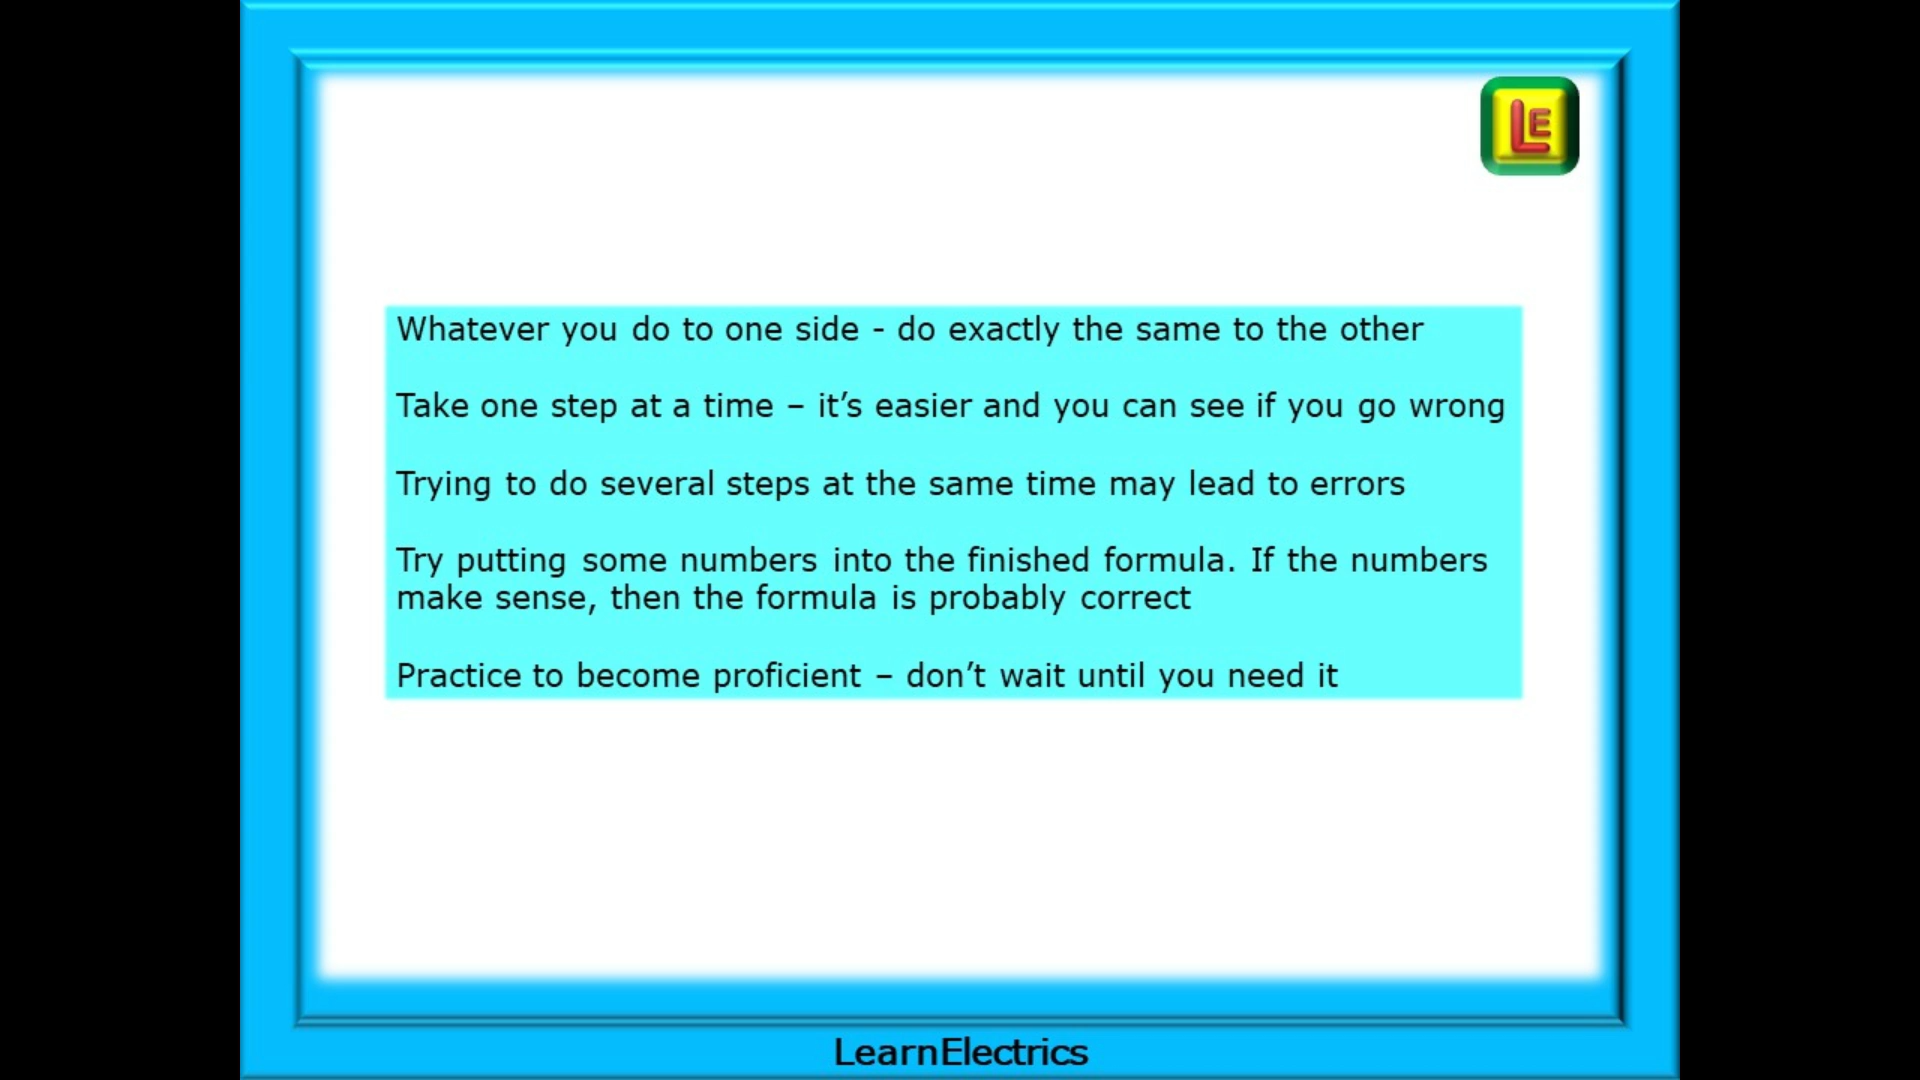 LE
Whatever you do to one side - do exactly the same to the other
Take one step at a time – it’s easier and you can see if you go wrong
Trying to do several steps at the same time may lead to errors
Try putting some numbers into the finished formula. If the numbers
make sense, then the formula is probably correct
Practice to become proficient – don’t wait until you need it
LearnElectrics